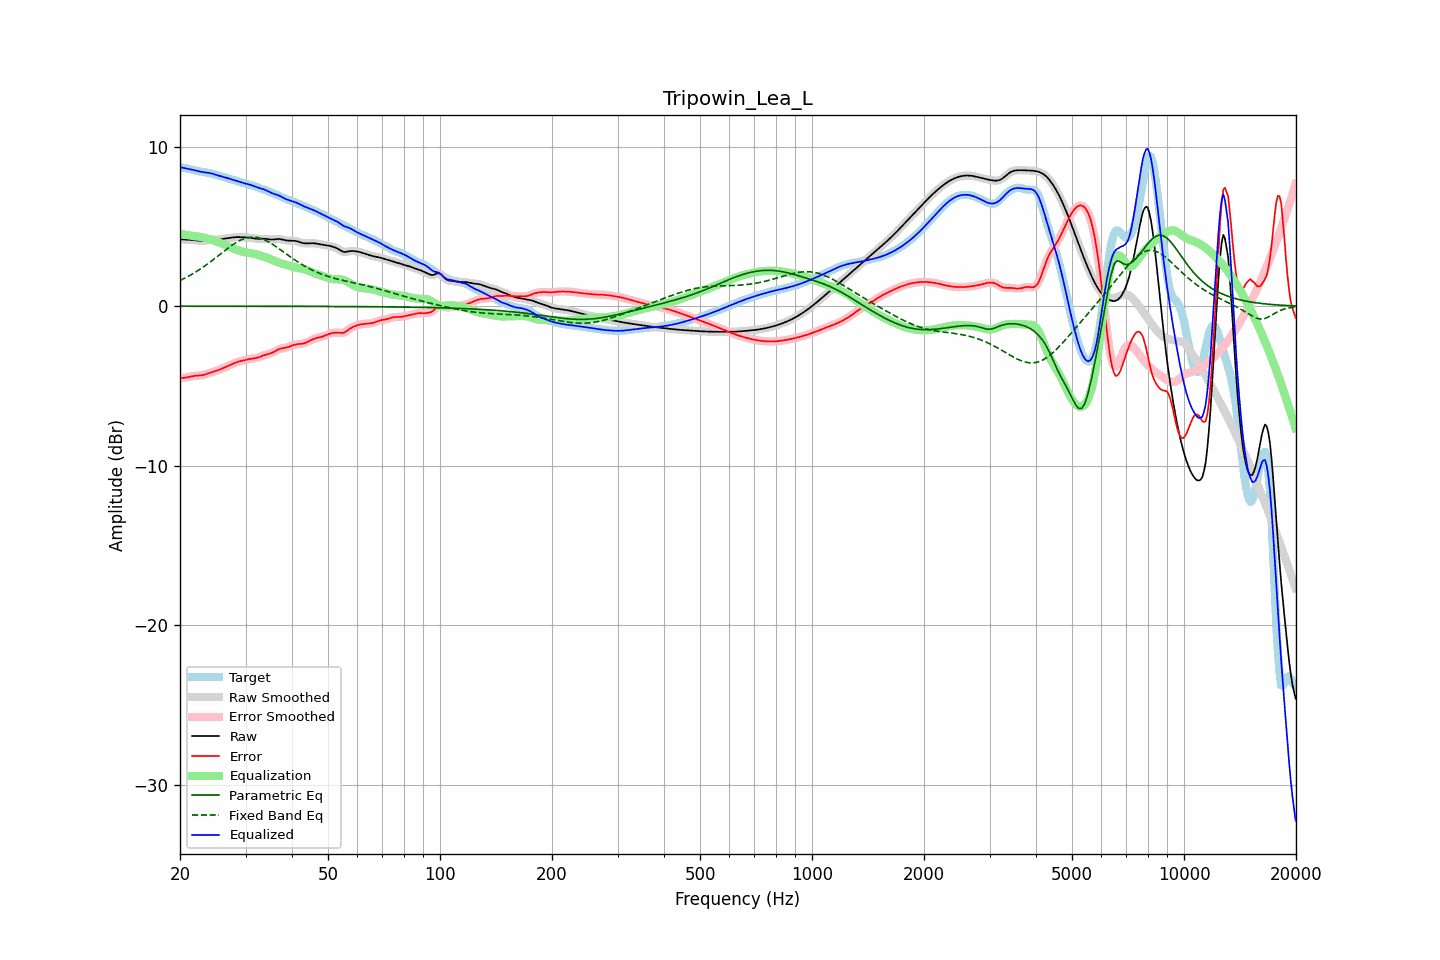 Tripowin_Lea_L
10
0
−10
−20
−30
Amplitude (dBr)
Target
Raw Smoothed
Error Smoothed
Raw
Error
Equalization
Parametric Eq
Fixed Band Eq
Equalized
20 50 100 200 500 1000 2000 5000 10000 20000
Frequency (Hz)